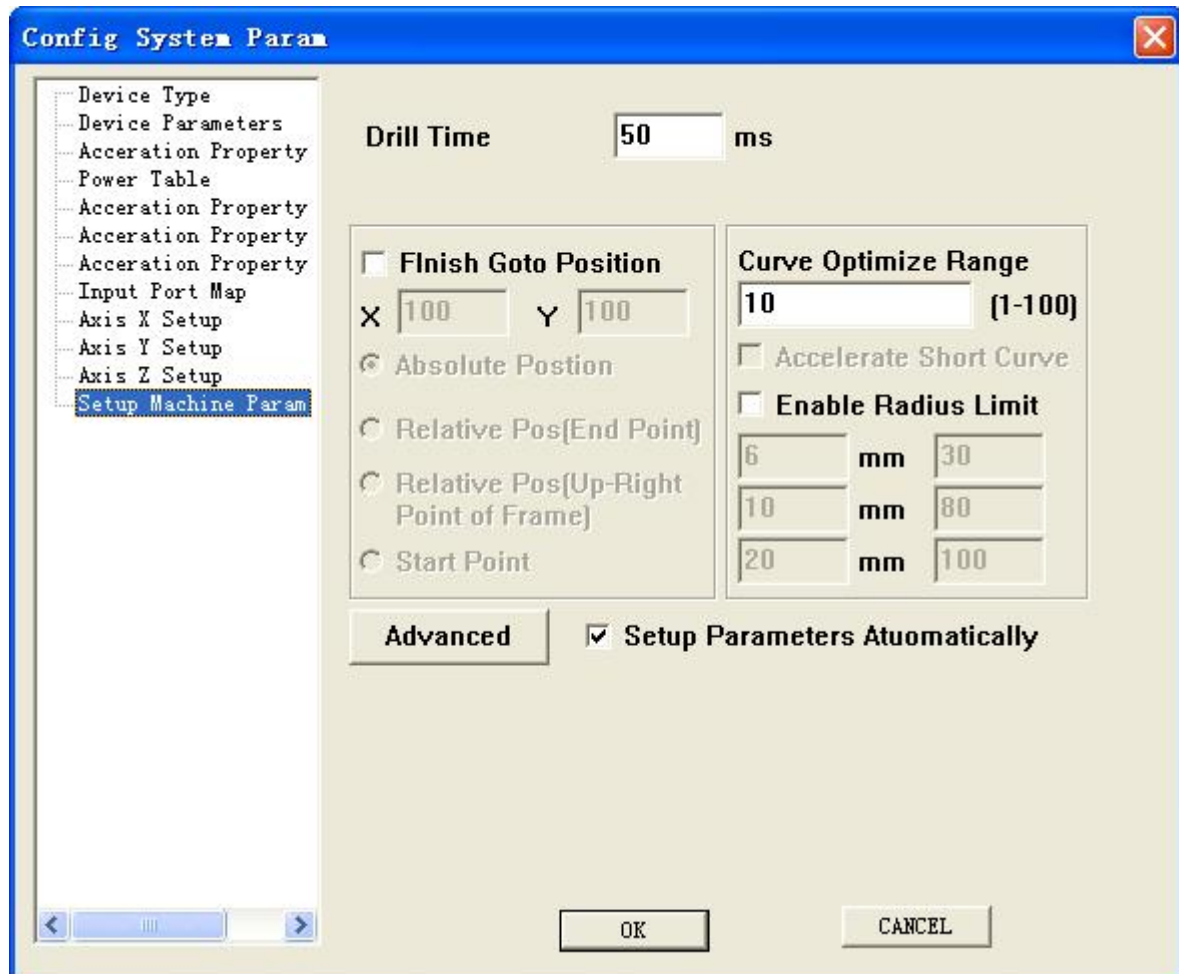 Config System Param
Device Type
Device Parameters
Acceration Property
Power Table
Acceration Property
Acceration Property
Acceration Property
Input Port Map
Axis X Setup
Axis Y Setup
Axis Z Setup
Setup Machine Param
Drill Time 50 ms
FInish Goto Position
X 100 Y 100
Absolute Postion
Relative Pos(End Point)
Relative Pos(Up-Right
Point of Frame)
Start Point
Curve Optimize Range
10 (1-100)
Accelerate Short Curve
Enable Radius Limit
6 mm 30
10 mm 80
20 mm 100
Advanced
Setup Parameters Atuomatically
OK
CANCEL